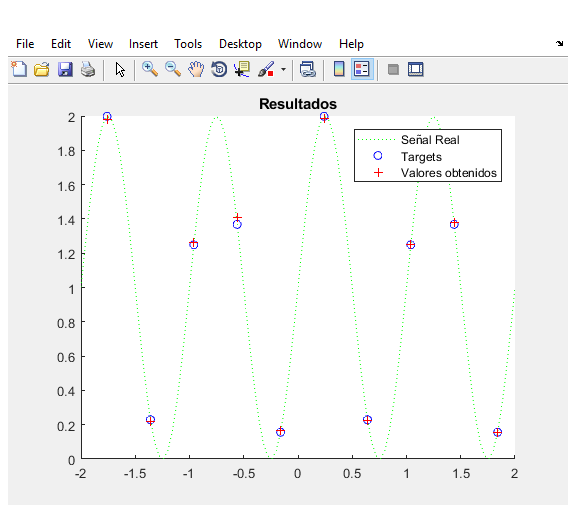 File Edit View Insert Tools Desktop Window Help
Resultados
Señal Real
Targets
Valores obtenidos
2
1.8
1.6
1.4
1.2
1
0.8
0.6
0.4
0.2
0
-2 -1.5 -1 -0.5 0 0.5 1 1.5 2